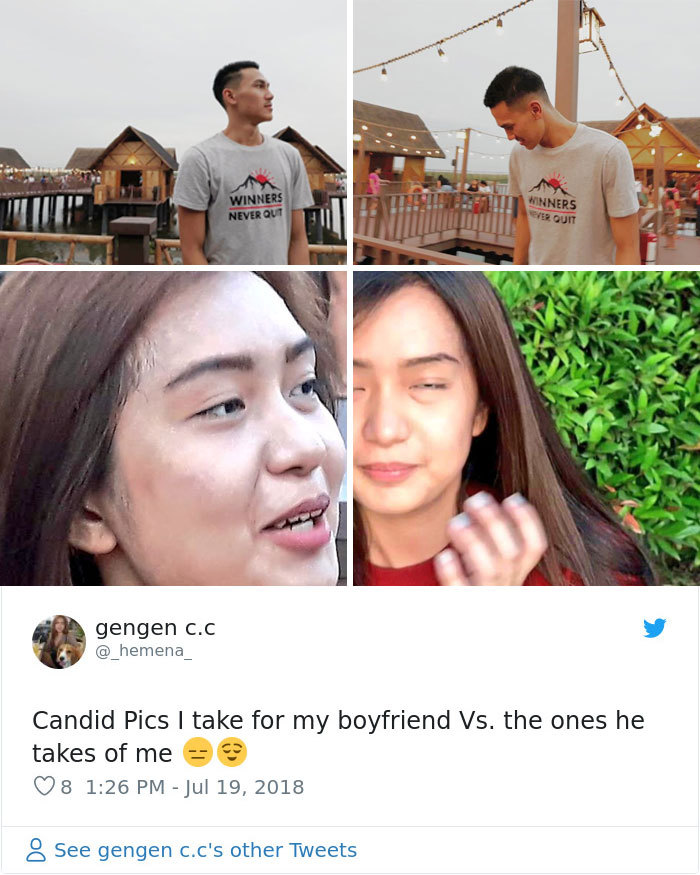 WINNERS
NEVER QUIT
WINNERS
NEVER QUIT
gengen c.c
@_hemena_
Candid Pics I take for my boyfriend Vs. the ones he
takes of me 😑😌
8 1:26 PM - Jul 19, 2018
See gengen c.c's other Tweets